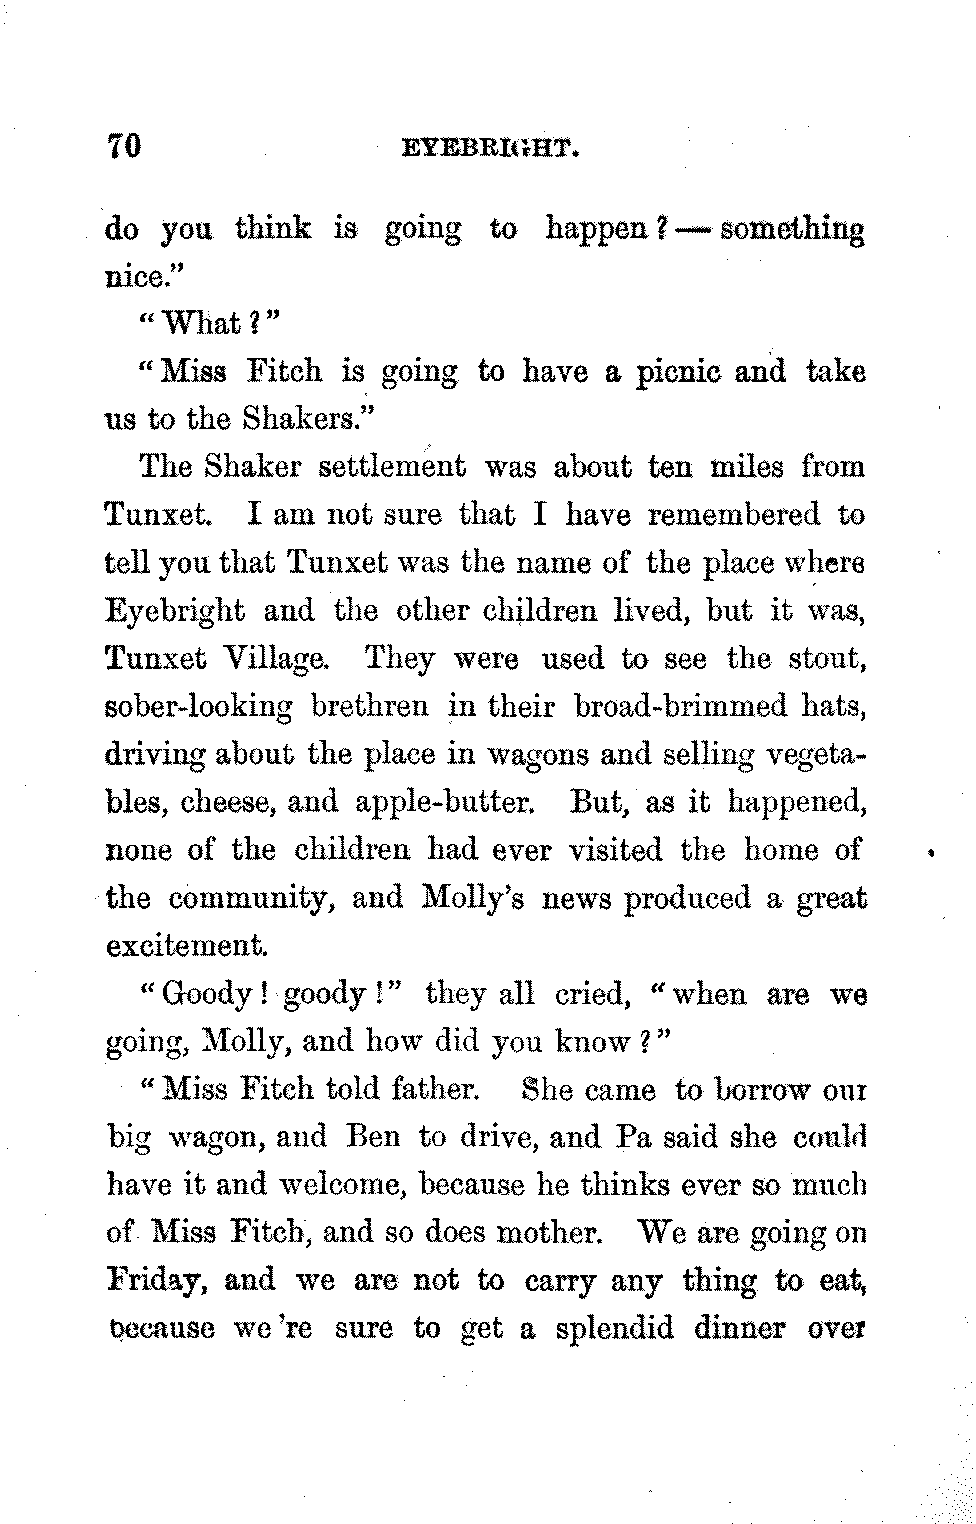 70 EYEBRIGHT.
do you think is going to happen?—something
nice."
"What?"
"Miss Fitch is going to have a picnic and take
us to the Shakers."
The Shaker settlement was about ten miles from
Tunxet. I am not sure that I have remembered to
tell you that Tunxet was the name of the place where
Eyebright and the other children lived, but it was,
Tunxet Village. They were used to see the stout,
sober-looking brethren in their broad-brimmed hats,
driving about the place in wagons and selling vegeta-
bles, cheese, and apple-butter. But, as it happened,
none of the children had ever visited the home of
the community, and Molly's news produced a great
excitement.
"Goody! goody!" they all cried, "when are we
going, Molly, and how did you know?"
"Miss Fitch told father. She came to borrow our
big wagon, and Ben to drive, and Pa said she could
have it and welcome, because he thinks ever so much
of Miss Fitch, and so does mother. We are going on
Friday, and we are not to carry any thing to eat,
because we 're sure to get a splendid dinner over